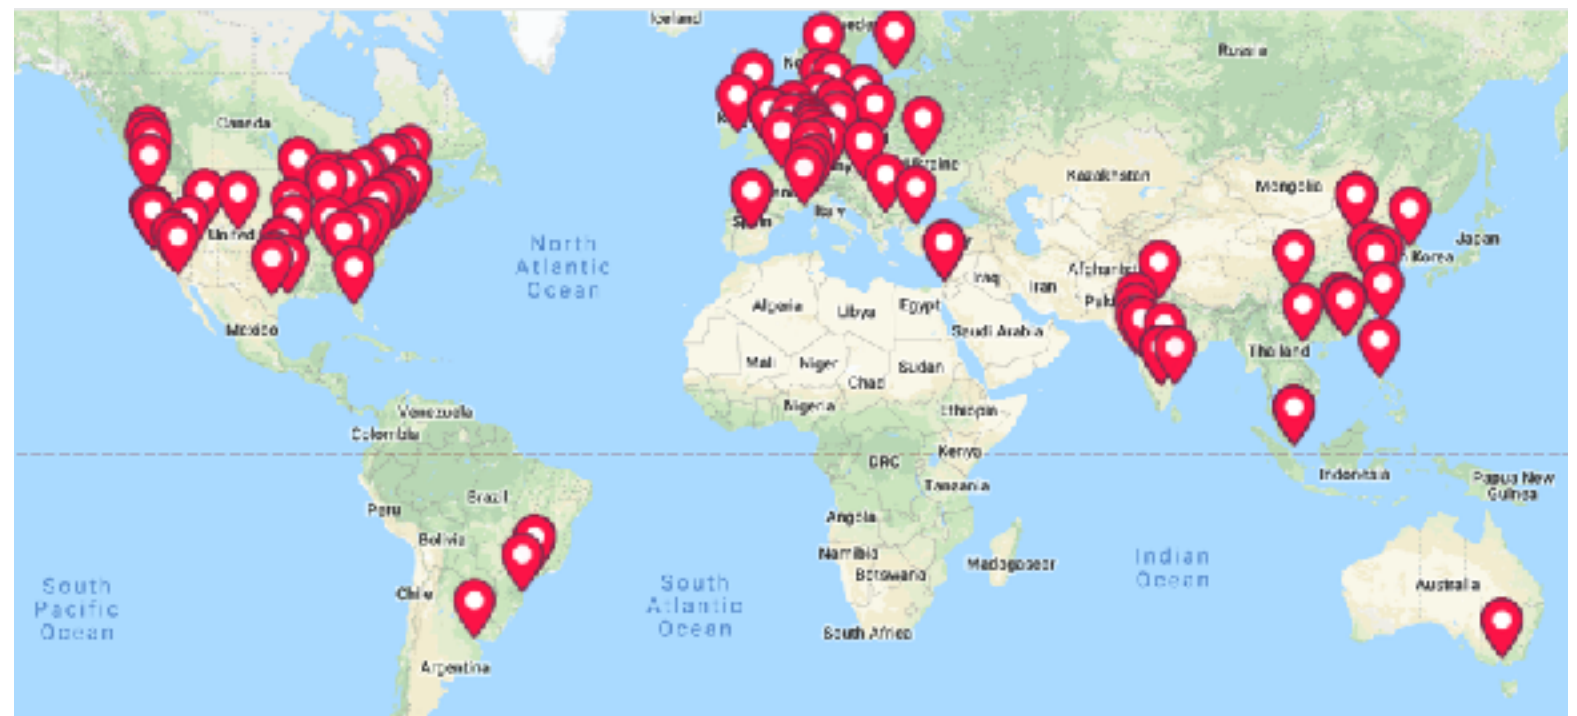 Iceland
Russia
Canada
Ukraine
Kazakhstan
Mongolia
United
Spain
Italy
Japan
Korea
North
Atlantic
Ocean
Iraq
Iran
Algeria
Libya
Egypt
Saudi Arabia
Mexico
Thailand
Mali
Niger
Chad
Sudan
Nigeria
Ethiopia
Venezuela
Colombia
DRC
Kenya
Tanzania
Indonesia
Papua New
Guinea
Brazil
Peru
Angola
Bolivia
Namibia
Botswana
Madagascar
Indian
Ocean
South
Pacific
Ocean
Chile
South
Atlantic
Ocean
Australia
South Africa
Argentina